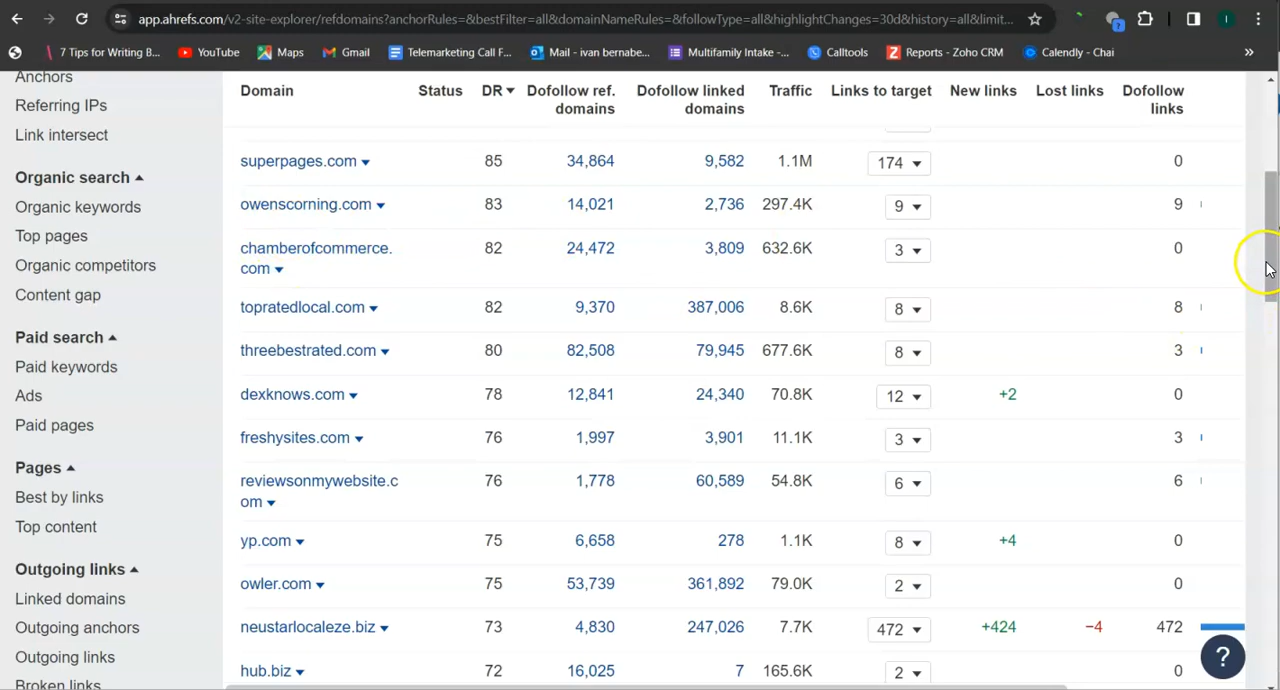 app.ahrefs.com/v2-site-explorer/refdomains?anchorRules=&bestFilter=all&domainNameRules=&followType=all&highlightChanges=30d&history=all&limit...
I
7 Tips for Writing B...
YouTube
Maps
Gmail
Telemarketing Call F...
Mail - ivan bernabe...
Multifamily Intake -...
Calltools
Reports - Zoho CRM
Calendly - Chai
»
Anchors
Referring IPs
Link intersect
Organic search
Organic keywords
Top pages
Organic competitors
Content gap
Paid search
Paid keywords
Ads
Paid pages
Pages
Best by links
Top content
Outgoing links
Linked domains
Outgoing anchors
Outgoing links
Broken links
Domain Status DR Dofollow ref. domains Dofollow linked domains Traffic Links to target New links Lost links Dofollow links
superpages.com 85 34,864 9,582 1.1M 174 0
owenscorning.com 83 14,021 2,736 297.4K 9 9
chamberofcommerce.
com 82 24,472 3,809 632.6K 3 0
topratedlocal.com 82 9,370 387,006 8.6K 8 8
threebestrated.com 80 82,508 79,945 677.6K 8 3
dexknows.com 78 12,841 24,340 70.8K 12 +2 0
freshysites.com 76 1,997 3,901 11.1K 3 3
reviewsonmywebsite.c
om 76 1,778 60,589 54.8K 6 6
yp.com 75 6,658 278 1.1K 8 +4 0
owler.com 75 53,739 361,892 79.0K 2 0
neustarlocaleze.biz 73 4,830 247,026 7.7K 472 +424 −4 472
hub.biz 72 16,025 7 165.6K 2 0
?